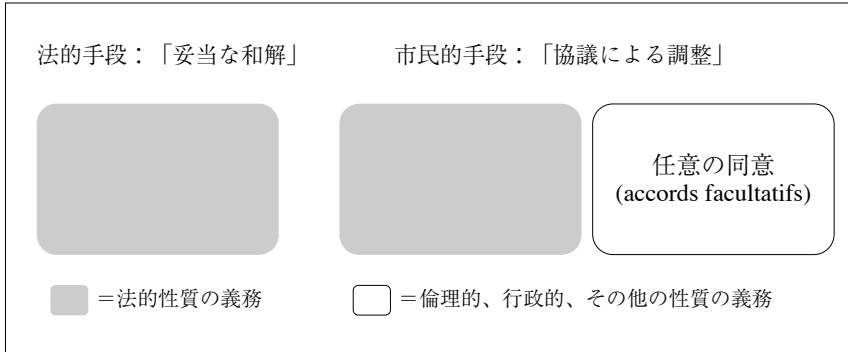 法的手段：「妥当な和解」
市民的手段：「協議による調整」
任意の同意
(accords facultatifs)
＝法的性質の義務
＝倫理的、行政的、その他の性質の義務